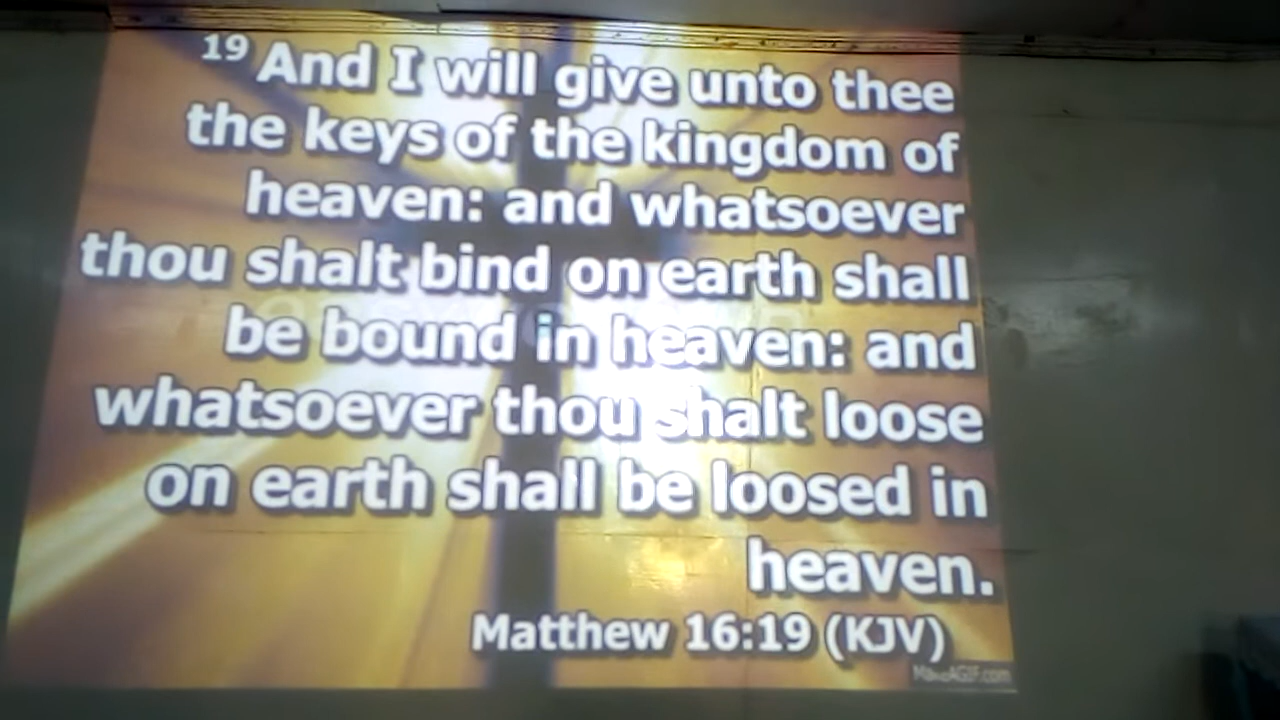 19 And I will give unto thee
the keys of the kingdom of
heaven: and whatsoever
thou shalt bind on earth shall
be bound in heaven: and
whatsoever thou shalt loose
on earth shall be loosed in
heaven.
Matthew 16:19 (KJV)
MakeAGIF.com